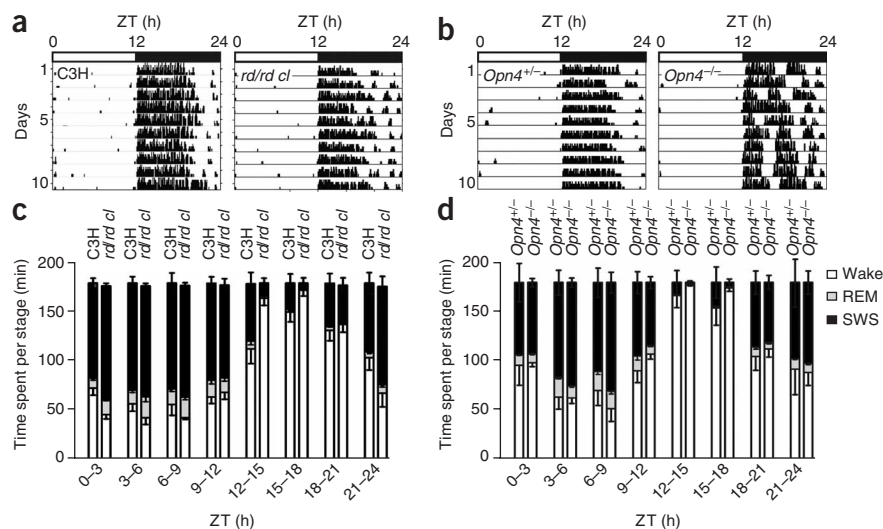 a
ZT (h)
0 12 0 12 24
C3H
rd/rd cl
Days
1
5
10
b
ZT (h)
0 12 0 12 24
Opn4+/–
Opn4–/–
Days
1
5
10
c
C3H rd/rd cl C3H rd/rd cl C3H rd/rd cl C3H rd/rd cl C3H rd/rd cl C3H rd/rd cl C3H rd/rd cl C3H rd/rd cl
Time spent per stage (min)
200
150
100
50
0
0–3 3–6 6–9 9–12 12–15 15–18 18–21 21–24
ZT (h)
d
Opn4+/– Opn4–/– Opn4+/– Opn4–/– Opn4+/– Opn4–/– Opn4+/– Opn4–/– Opn4+/– Opn4–/– Opn4+/– Opn4–/– Opn4+/– Opn4–/– Opn4+/– Opn4–/–
Time spent per stage (min)
200
150
100
50
0
0–3 3–6 6–9 9–12 12–15 15–18 18–21 21–24
ZT (h)
Wake
REM
SWS